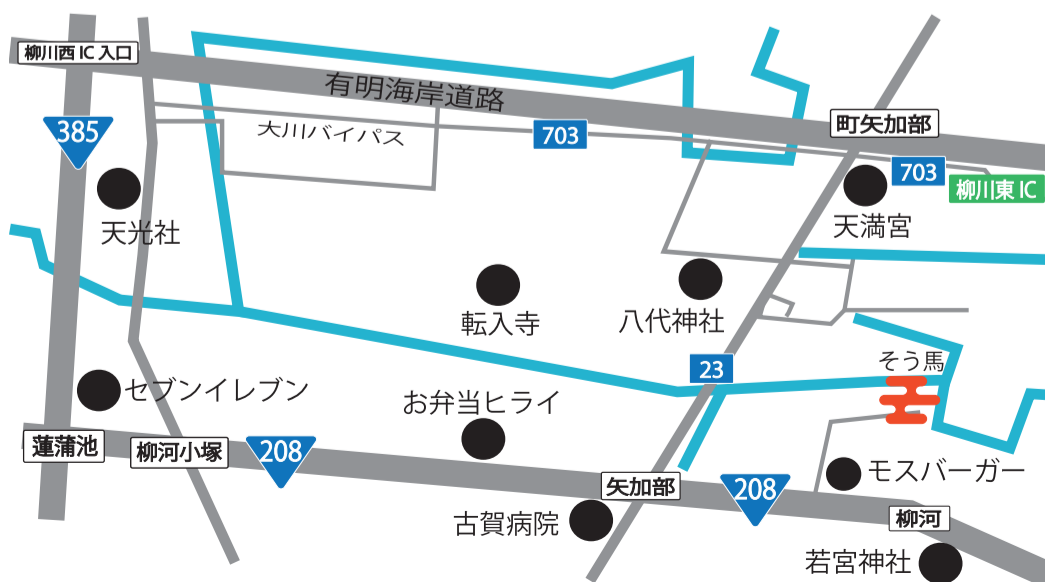 柳川西IC入口
有明海岸道路
大川バイパス
385
703
町矢加部
703
柳川東IC
天光社
天満宮
転入寺
八代神社
そう馬
23
セブンイレブン
お弁当ヒライ
蓮蒲池
柳河小塚
208
矢加部
208
モスバーガー
古賀病院
柳河
若宮神社